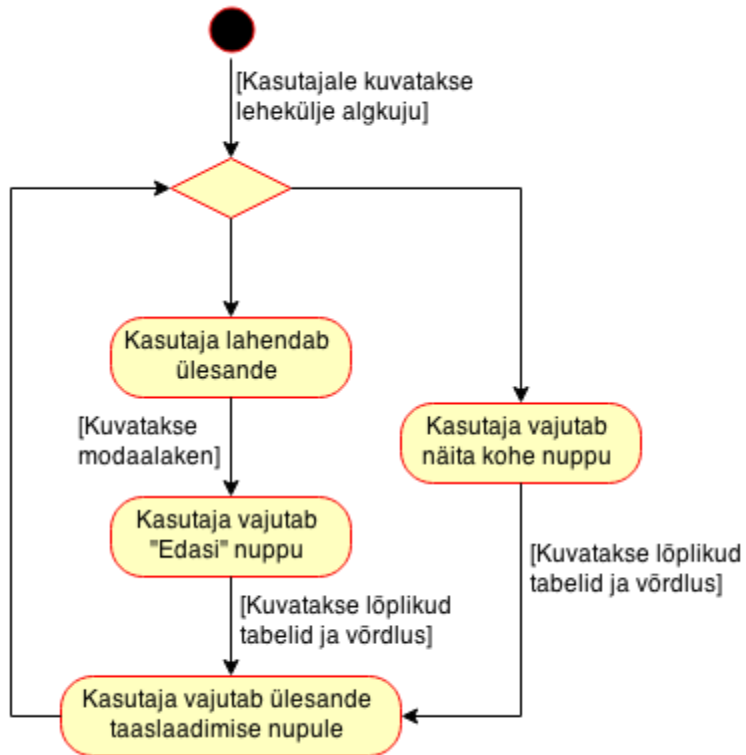 [Kasutajale kuvatakse
lehekülje algkuju]
Kasutaja lahendab
ülesande
[Kuvatakse
modaalaken]
Kasutaja vajutab
näita kohe nuppu
Kasutaja vajutab
"Edasi" nuppu
[Kuvatakse lõplikud
tabelid ja võrdlus]
[Kuvatakse lõplikud
tabelid ja võrdlus]
Kasutaja vajutab ülesande
taaslaadimise nupule